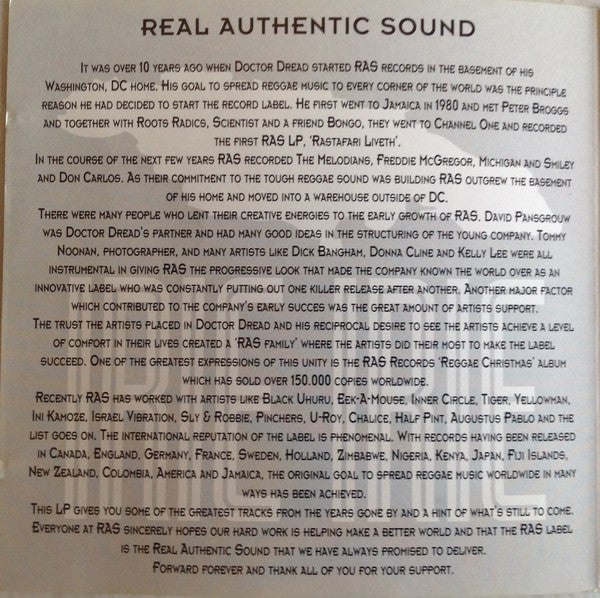 REAL AUTHENTIC SOUND
IT WAS OVER 10 YEARS AGO WHEN DOCTOR DREAD STARTED RAS RECORDS IN THE BASEMENT OF HIS
WASHINGTON, DC HOME. HIS GOAL TO SPREAD REGGAE MUSIC TO EVERY CORNER OF THE WORLD WAS THE PRINCIPLE
REASON HE HAD DECIDED TO START THE RECORD LABEL. HE FIRST WENT TO JAMAICA IN 1980 AND MET PETER BROGGS
AND TOGETHER WITH ROOTS RADICS, SCIENTIST AND A FRIEND BONGO, THEY WENT TO CHANNEL ONE AND RECORDED
THE FIRST RAS LP, 'RASTAFARI LIVETH'.
IN THE COURSE OF THE NEXT FEW YEARS RAS RECORDED THE MELODIANS, FREDDIE MCGREGOR, MICHIGAN AND SMILEY
AND DON CARLOS. AS THEIR COMMITMENT TO THE TOUGH REGGAE SOUND WAS BUILDING RAS OUTGREW THE BASEMENT
OF HIS HOME AND MOVED INTO A WAREHOUSE OUTSIDE OF DC.
THERE WERE MANY PEOPLE WHO LENT THEIR CREATIVE ENERGIES TO THE EARLY GROWTH OF RAS. DAVID PANSGROUW
WAS DOCTOR DREAD'S PARTNER AND HAD MANY GOOD IDEAS IN THE STRUCTURING OF THE YOUNG COMPANY. TOMMY
NOONAN, PHOTOGRAPHER, AND MANY ARTISTS LIKE DICK BANGHAM, DONNA CLINE AND KELLY LEE WERE ALL
INSTRUMENTAL IN GIVING RAS THE PROGRESSIVE LOOK THAT MADE THE COMPANY KNOWN THE WORLD OVER AS AN
INNOVATIVE LABEL WHO WAS CONSTANTLY PUTTING OUT ONE KILLER RELEASE AFTER ANOTHER. ANOTHER MAJOR FACTOR
WHICH CONTRIBUTED TO THE COMPANY'S EARLY SUCCES WAS THE GREAT AMOUNT OF ARTISTS SUPPORT.
THE TRUST THE ARTISTS PLACED IN DOCTOR DREAD AND HIS RECIPROCAL DESIRE TO SEE THE ARTISTS ACHIEVE A LEVEL
OF COMFORT IN THEIR LIVES CREATED A 'RAS FAMILY' WHERE THE ARTISTS DID THEIR MOST TO MAKE THE LABEL
SUCCEED. ONE OF THE GREATEST EXPRESSIONS OF THIS UNITY IS THE RAS RECORDS 'REGGAE CHRISTMAS' ALBUM
WHICH HAS SOLD OVER 150.000 COPIES WORLDWIDE.
RECENTLY RAS HAS WORKED WITH ARTISTS LIKE BLACK UHURU, EEK-A-MOUSE, INNER CIRCLE, TIGER, YELLOWMAN,
INI KAMOZE, ISRAEL VIBRATION, SLY & ROBBIE, PINCHERS, U-ROY, CHALICE, HALF PINT, AUGUSTUS PABLO AND THE
LIST GOES ON. THE INTERNATIONAL REPUTATION OF THE LABEL IS PHENOMENAL. WITH RECORDS HAVING BEEN RELEASED
IN CANADA, ENGLAND, GERMANY, FRANCE, SWEDEN, HOLLAND, ZIMBABWE, NIGERIA, KENYA, JAPAN, FIJI ISLANDS,
NEW ZEALAND, COLOMBIA, AMERICA AND JAMAICA, THE ORIGINAL GOAL TO SPREAD REGGAE MUSIC WORLDWIDE IN MANY
WAYS HAS BEEN ACHIEVED.
THIS LP GIVES YOU SOME OF THE GREATEST TRACKS FROM THE YEARS GONE BY AND A HINT OF WHAT'S STILL TO COME.
EVERYONE AT RAS SINCERELY HOPES OUR HARD WORK IS HELPING MAKE A BETTER WORLD AND THAT THE RAS LABEL
IS THE REAL AUTHENTIC SOUND THAT WE HAVE ALWAYS PROMISED TO DELIVER.
FORWARD FOREVER AND THANK ALL OF YOU FOR YOUR SUPPORT.